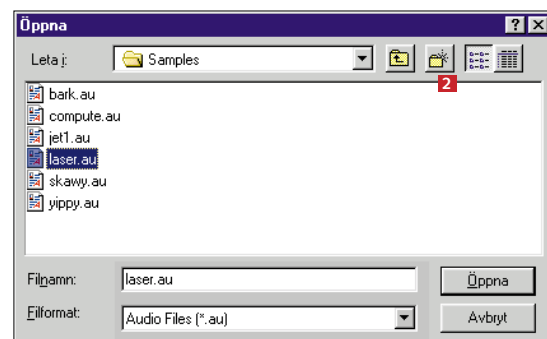 Öppna
Leta i: Samples
2
bark.au
compute.au
jet1.au
laser.au
skawy.au
yippy.au
Filnamn: laser.au Öppna
Filformat: Audio Files (*.au) Avbryt